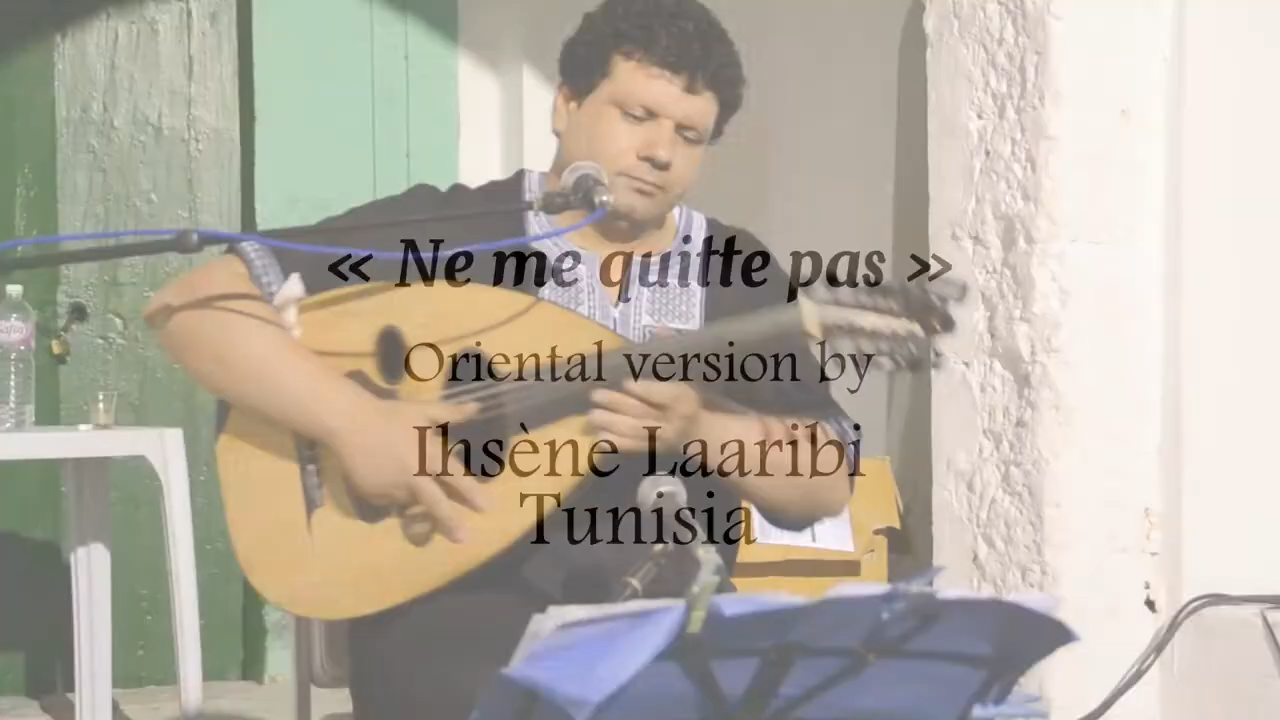 « Ne me quitte pas »
Oriental version by
Ihsène Laaribi
Tunisia